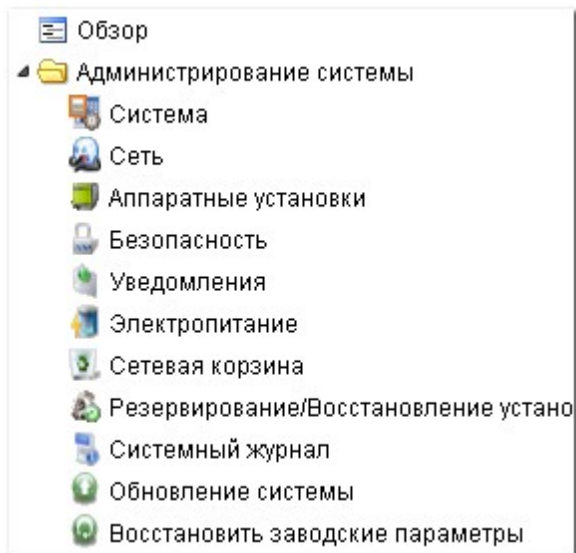 Обзор
Администрирование системы
Система
Сеть
Аппаратные установки
Безопасность
Уведомления
Электропитание
Сетевая корзина
Резервирование/Восстановление устано
Системный журнал
Обновление системы
Восстановить заводские параметры